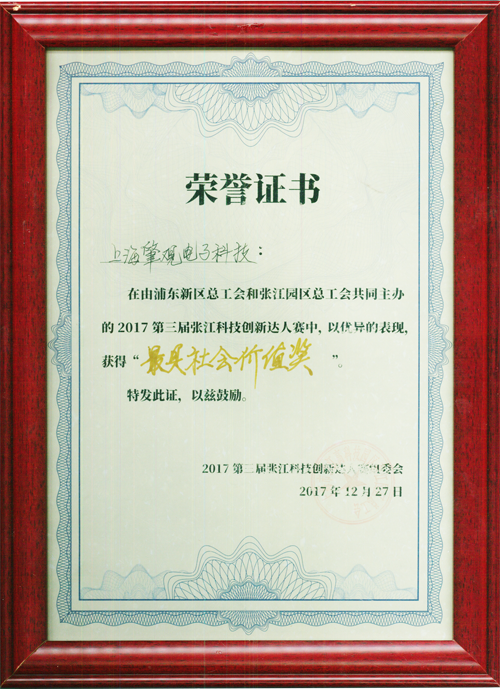 荣誉证书
上海肇观电子科技：
在由浦东新区总工会和张江园区总工会共同主办
的 2017 第三届张江科技创新达人赛中，以优异的表现，
获得“最具社会价值奖”。
特发此证，以兹鼓励。
2017 第三届张江科技创新达人赛组委会
2017 年 12 月 27 日